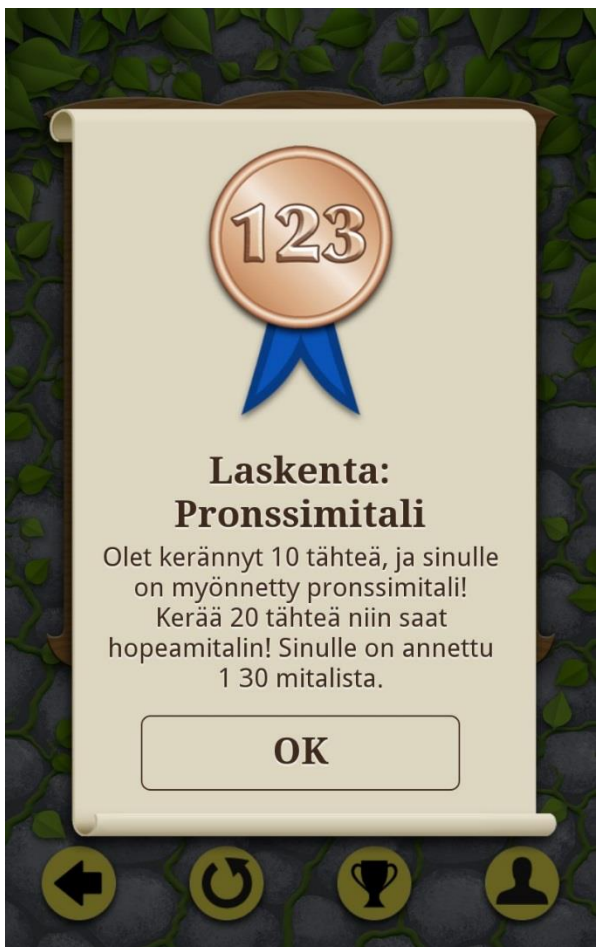 123
Laskenta:
Pronssimitali
Olet kerännyt 10 tähteä, ja sinulle
on myönnetty pronssimitali!
Kerää 20 tähteä niin saat
hopeamitalin! Sinulle on annettu
1 30 mitalista.
OK